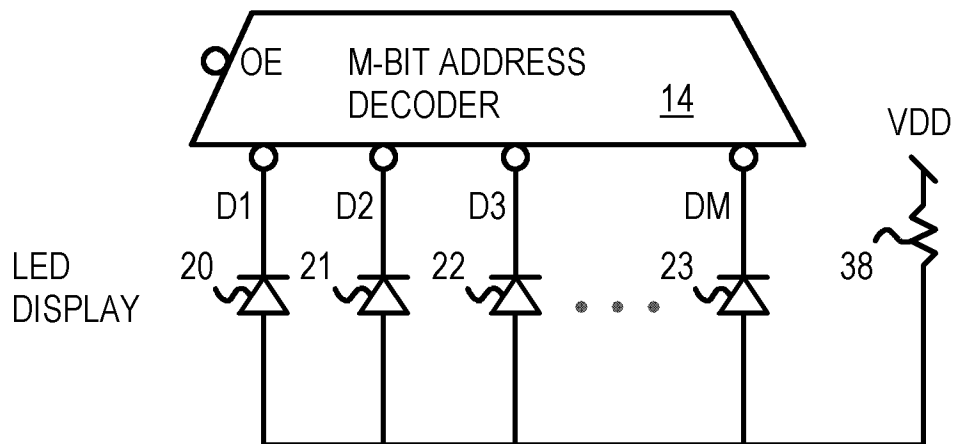 OE M-BIT ADDRESS
DECODER 14
VDD
D1 D2 D3 DM
LED
DISPLAY
20 21 22 23 38